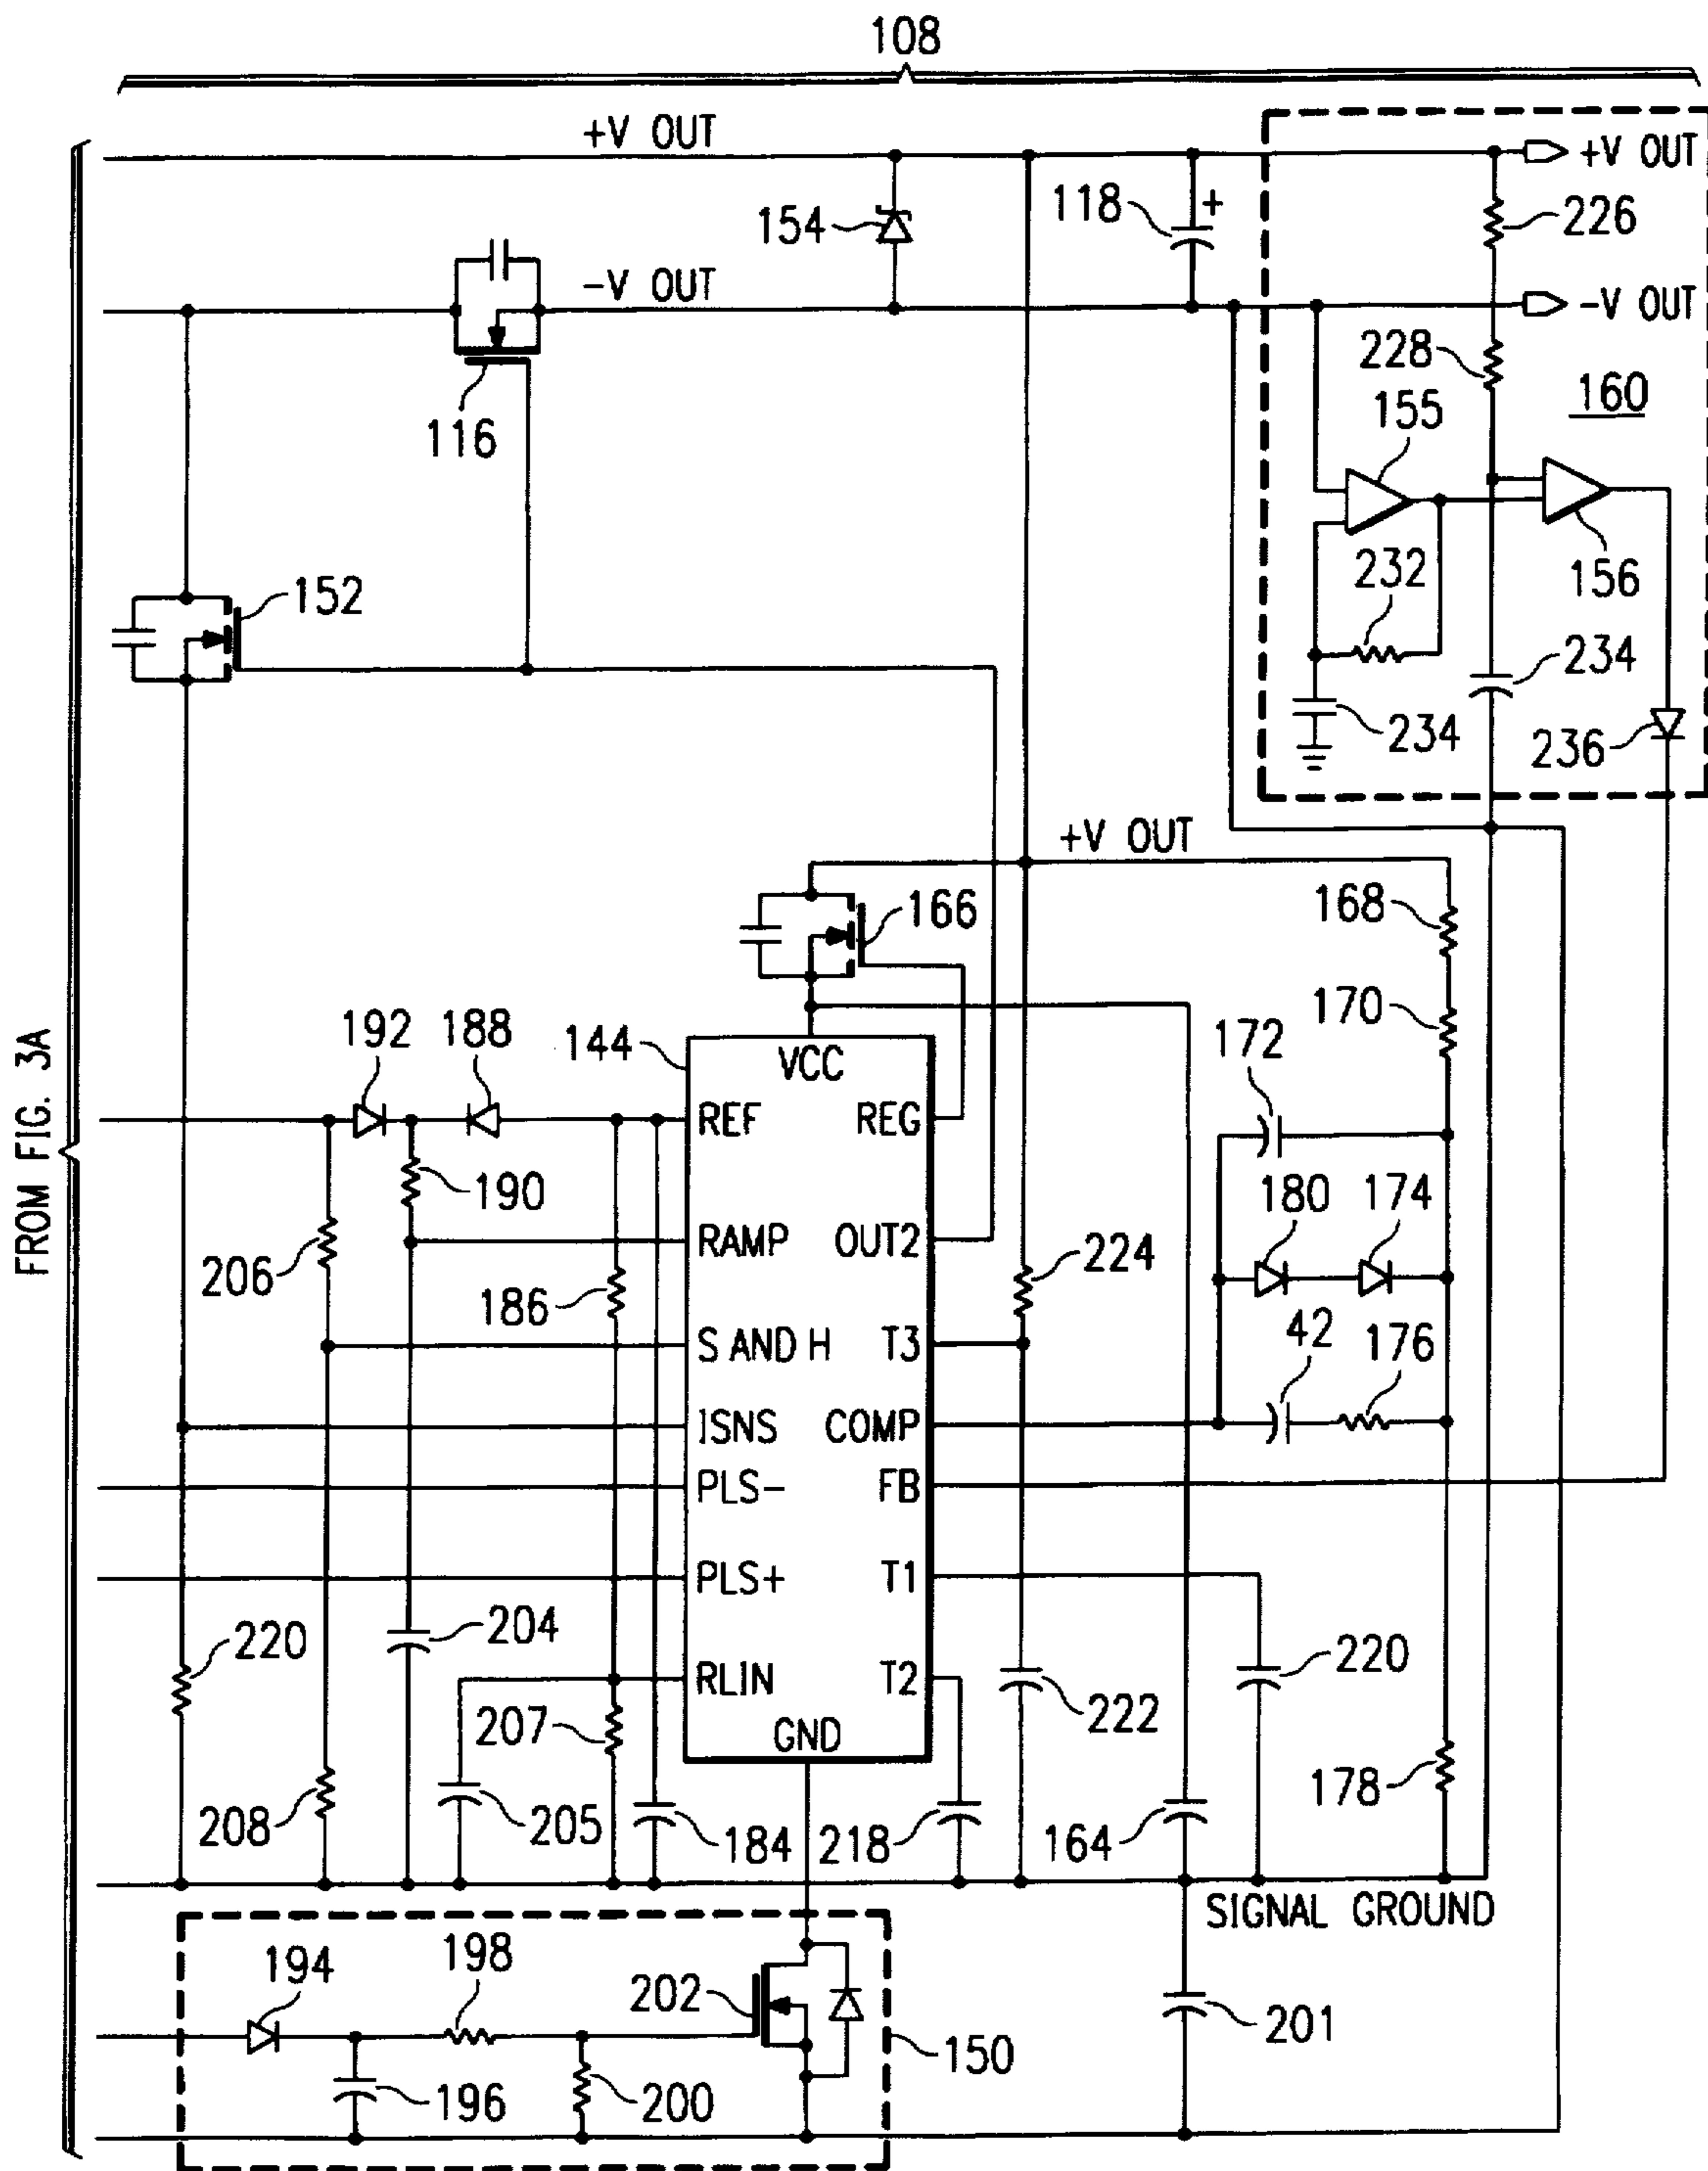 108
+V OUT
+V OUT
154
118
+
226
-V OUT
-V OUT
228
160
155
116
232
156
152
234
234
236
+V OUT
166
168
170
FROM FIG. 3A
192
188
144
VCC
172
REF
REG
190
180
174
RAMP
OUT2
206
186
224
42
176
S AND H
T3
ISNS
COMP
PLS-
FB
PLS+
T1
220
204
220
RLIN
T2
207
222
GND
178
208
205
184
218
164
SIGNAL GROUND
194
198
202
201
150
196
200